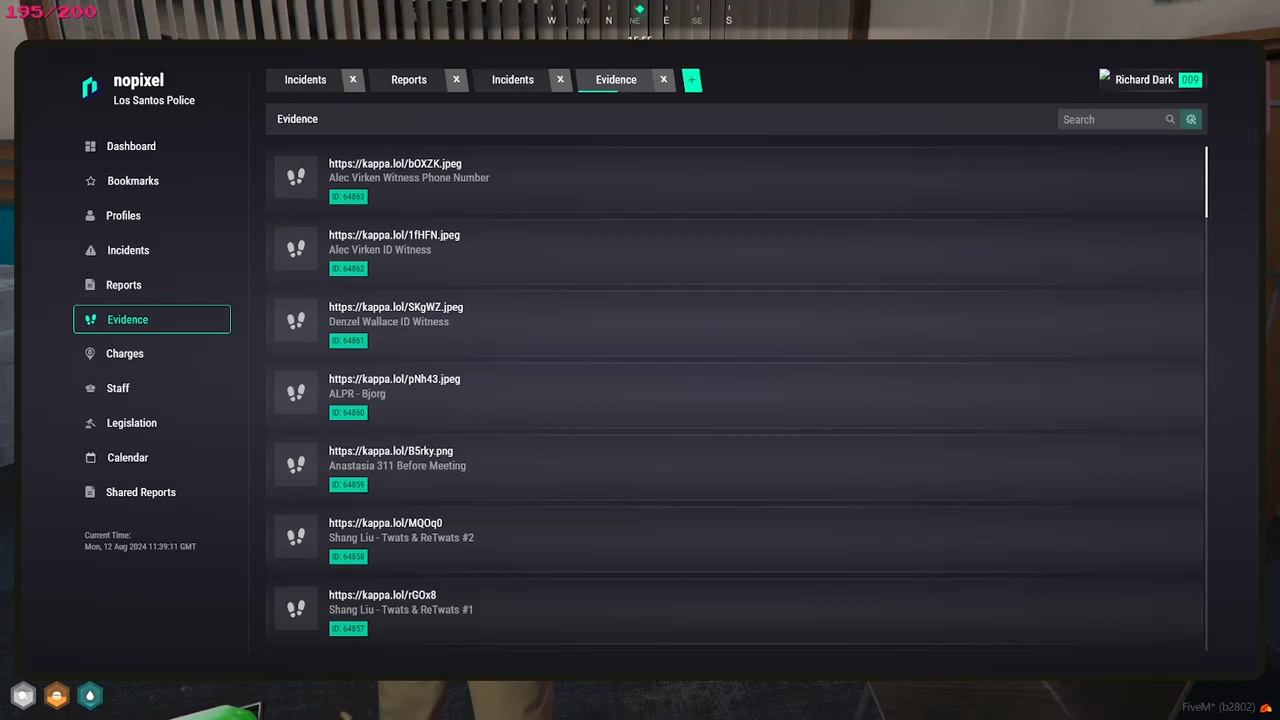 195/200
W NW N NE E SE S
nopixel
Los Santos Police
Incidents x Reports x Incidents x Evidence x +
Richard Dark 009
Dashboard
Bookmarks
Profiles
Incidents
Reports
Evidence
Charges
Staff
Legislation
Calendar
Shared Reports
Current Time:
Mon, 12 Aug 2024 11:39:11 GMT
Evidence
Search
https://kappa.lol/bOXZK.jpeg
Alec Virken Witness Phone Number
ID: 64863
https://kappa.lol/1fHFN.jpeg
Alec Virken ID Witness
ID: 64862
https://kappa.lol/SKgWZ.jpeg
Denzel Wallace ID Witness
ID: 64861
https://kappa.lol/pNh43.jpeg
ALPR - Bjorg
ID: 64860
https://kappa.lol/B5rky.png
Anastasia 311 Before Meeting
ID: 64859
https://kappa.lol/MQOq0
Shang Liu - Twats & ReTwats #2
ID: 64858
https://kappa.lol/rGOx8
Shang Liu - Twats & ReTwats #1
ID: 64857
FiveM* (b2802)